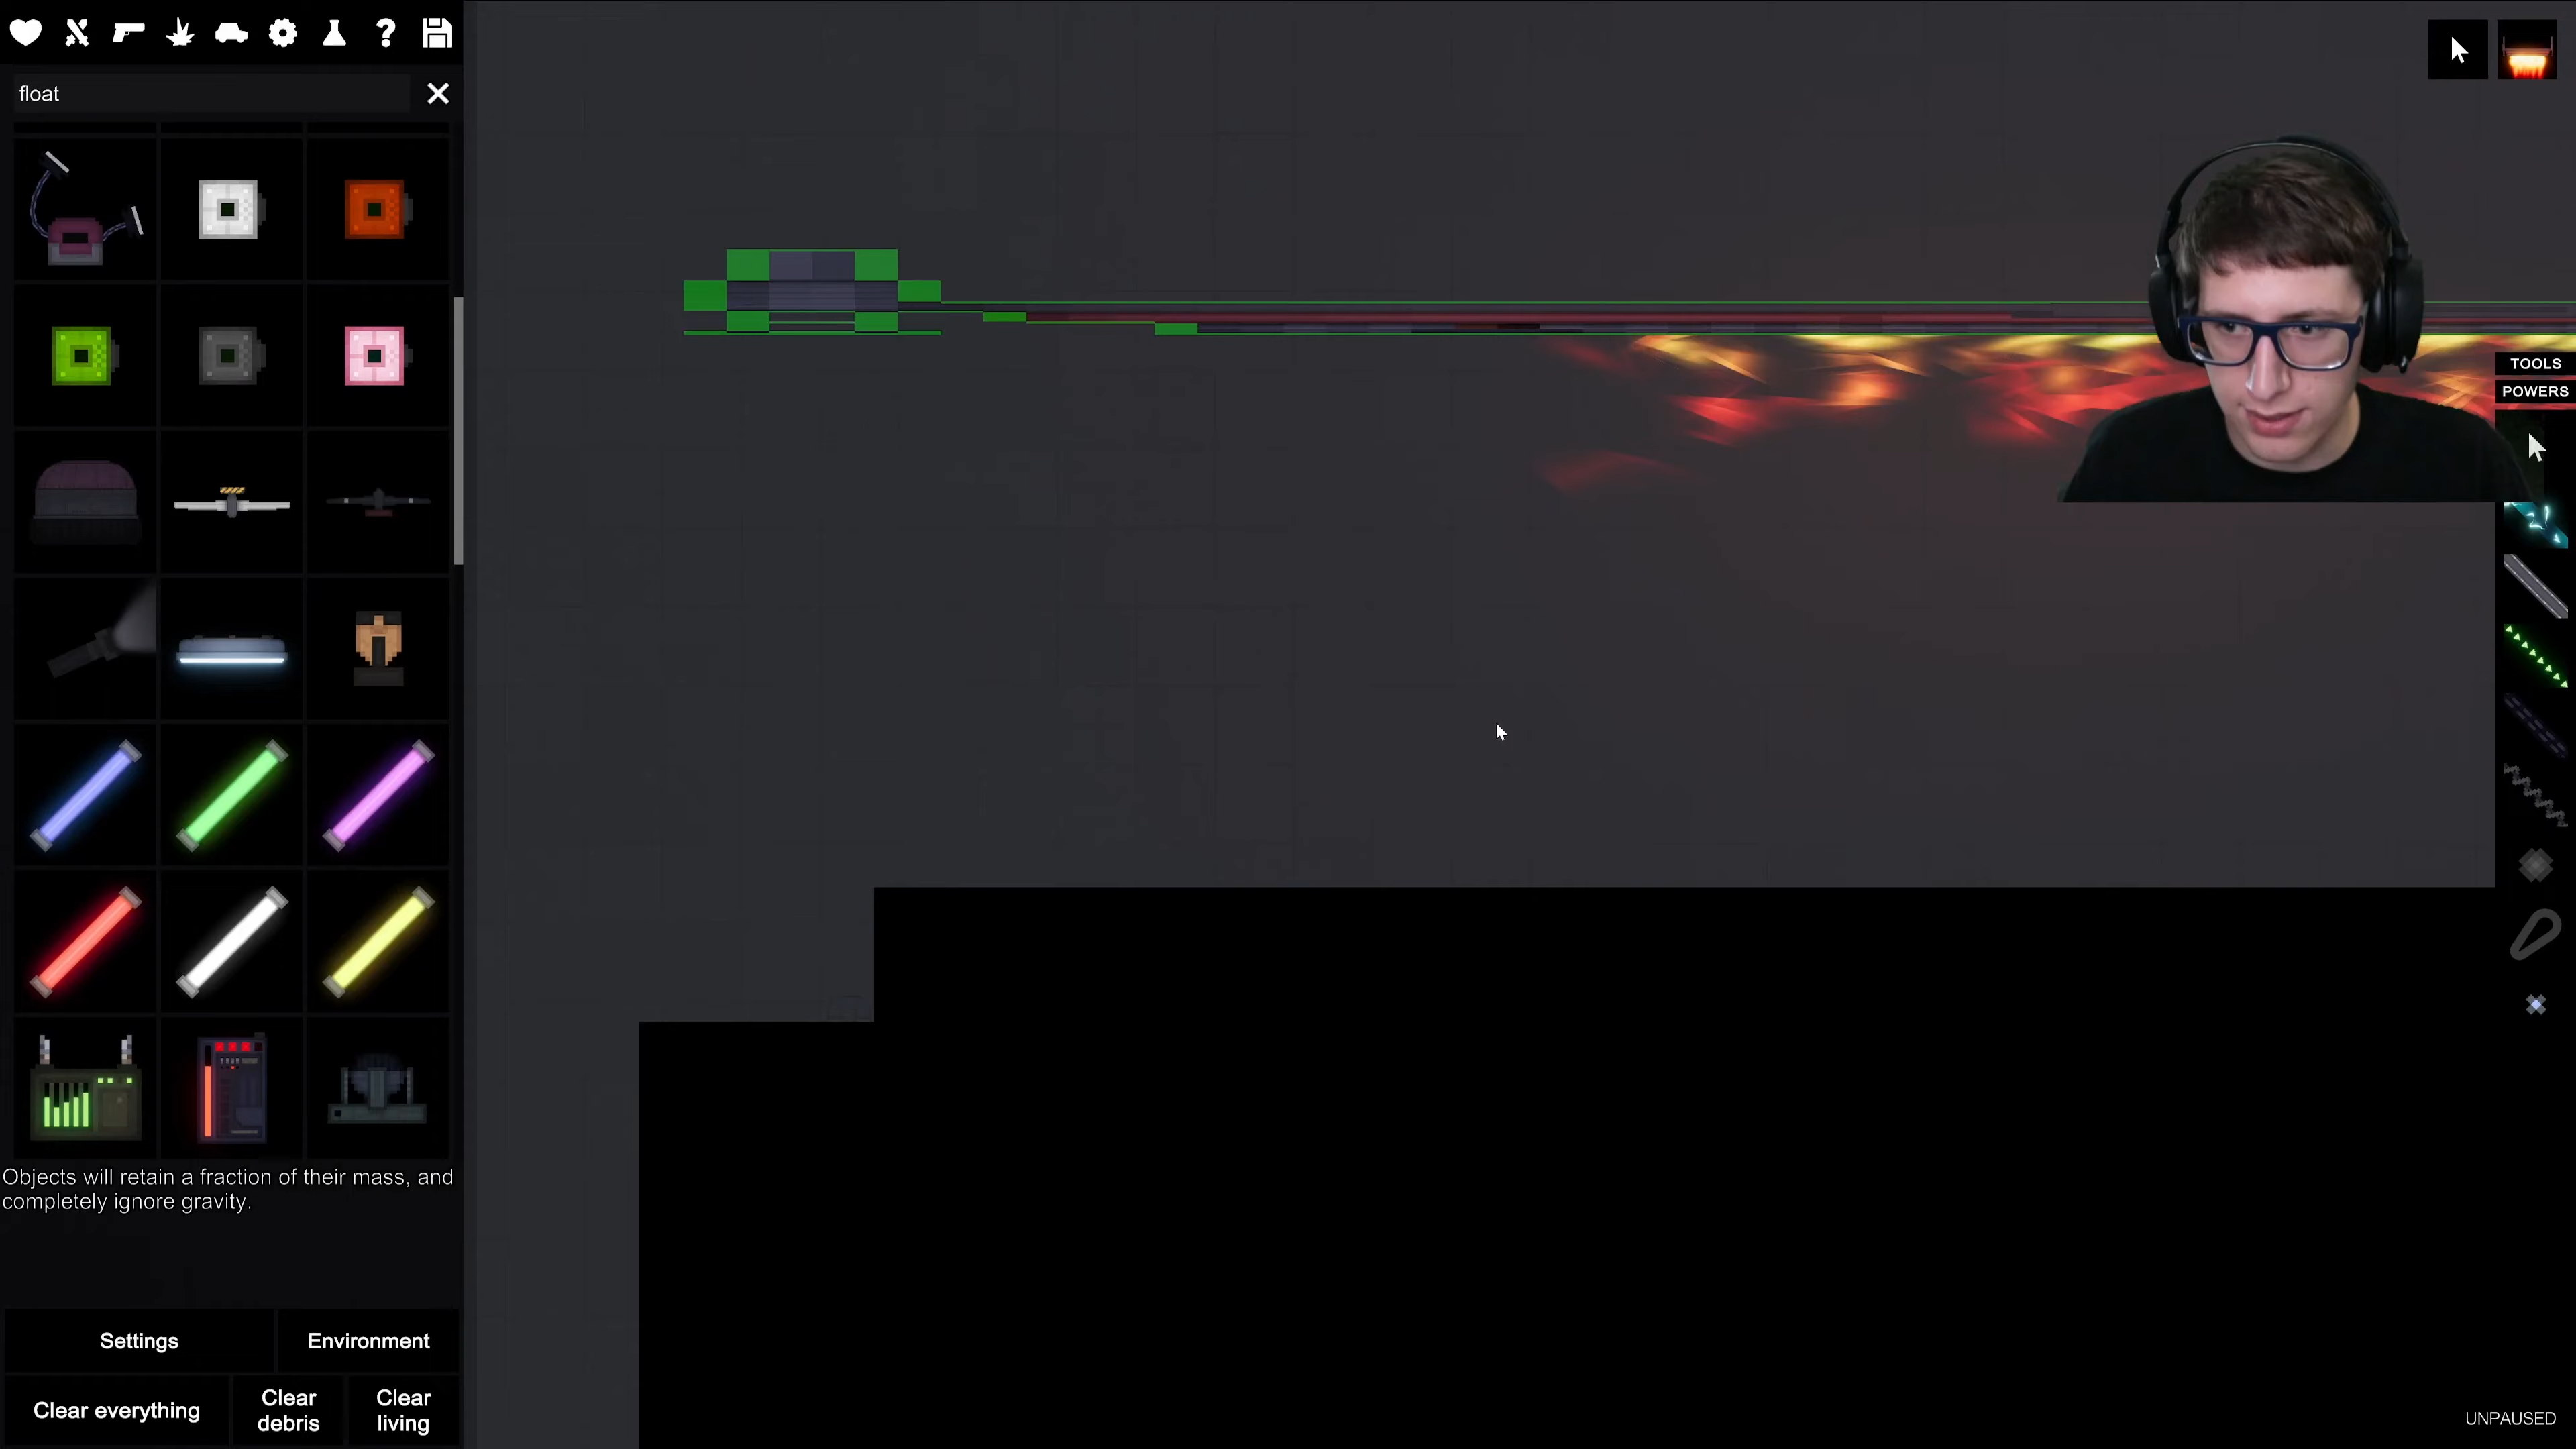 float
TOOLS
POWERS
Objects will retain a fraction of their mass, and
completely ignore gravity.
Settings
Environment
Clear everything
Clear
debris
Clear
living
UNPAUSED